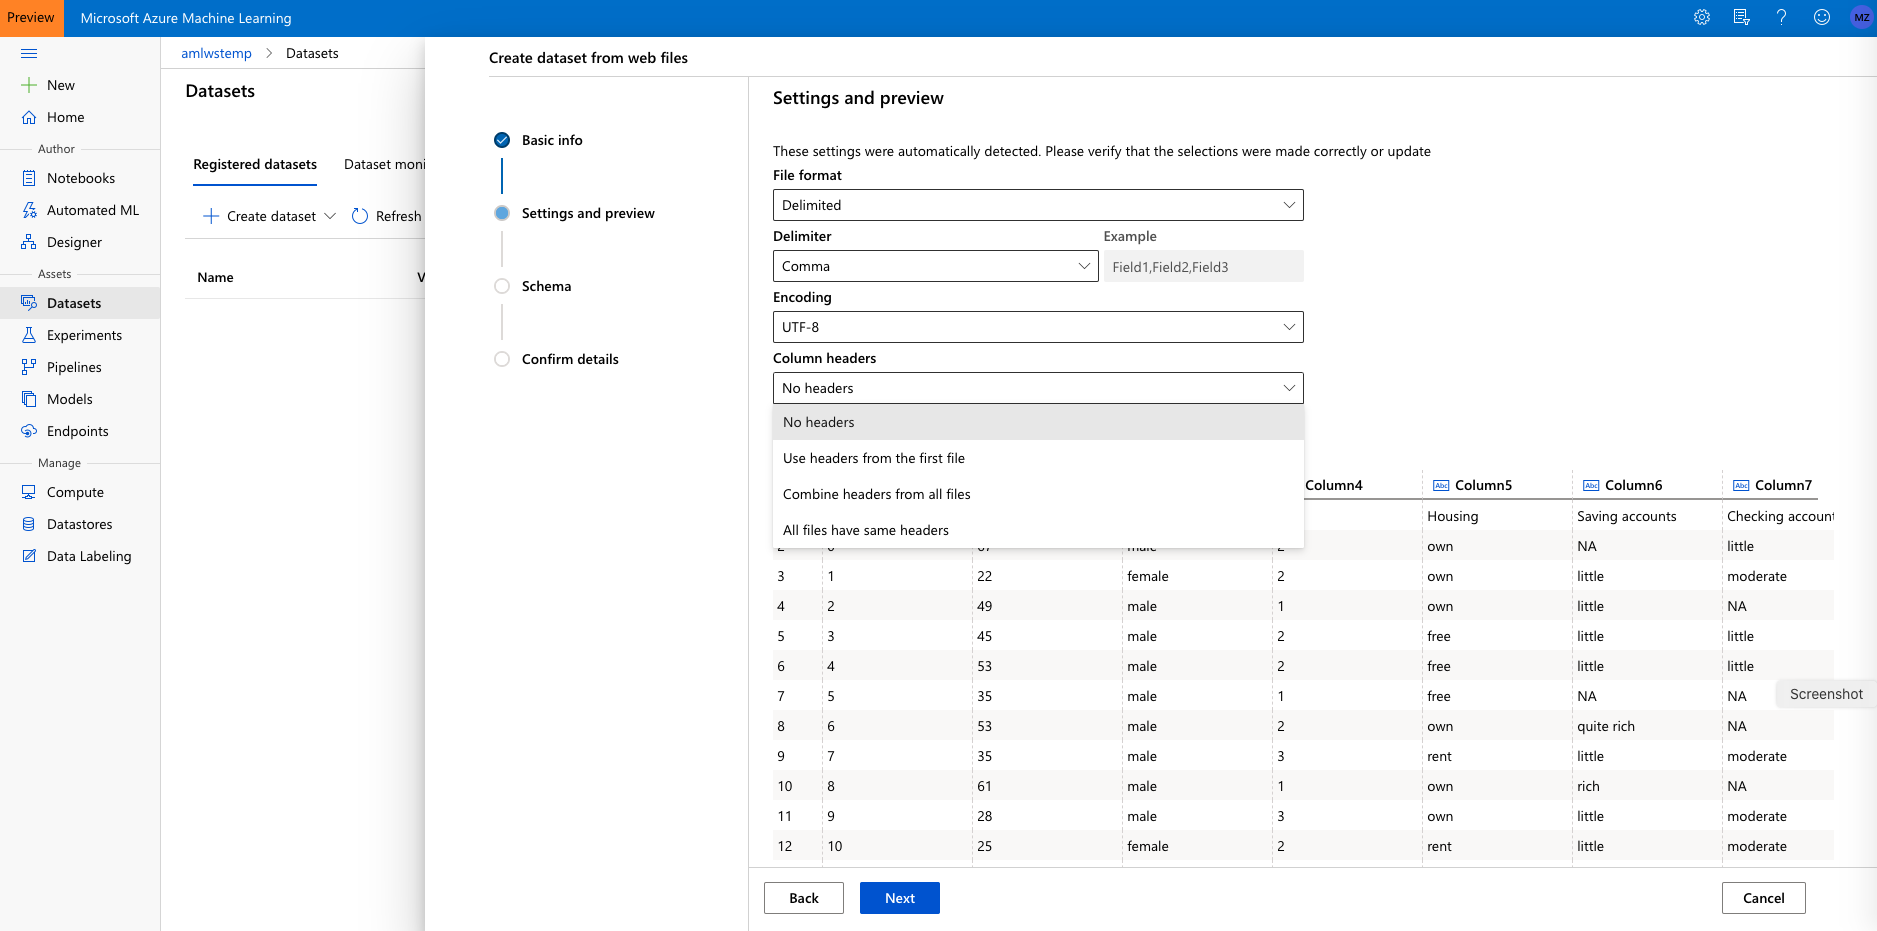 Preview
Microsoft Azure Machine Learning
MZ
New
Home
Author
Notebooks
Automated ML
Designer
Assets
Datasets
Experiments
Pipelines
Models
Endpoints
Manage
Compute
Datastores
Data Labeling
amlwstemp > Datasets
Datasets
Registered datasets Dataset moni
Create dataset Refresh
Name V
Create dataset from web files
Basic info
Settings and preview
Schema
Confirm details
Settings and preview
These settings were automatically detected. Please verify that the selections were made correctly or update
File format
Delimited
Delimiter Example
Comma Field1,Field2,Field3
Encoding
UTF-8
Column headers
No headers
No headers
Use headers from the first file
Combine headers from all files
All files have same headers
Column4 Abc Column5 Abc Column6 Abc Column7
Housing Saving accounts Checking account
own NA little
3 1 22 female 2 own little moderate
4 2 49 male 1 own little NA
5 3 45 male 2 free little little
6 4 53 male 2 free little little
7 5 35 male 1 free NA NA
8 6 53 male 2 own quite rich NA
9 7 35 male 3 rent little moderate
10 8 61 male 1 own rich NA
11 9 28 male 3 own little moderate
12 10 25 female 2 rent little moderate
Screenshot
Back Next Cancel